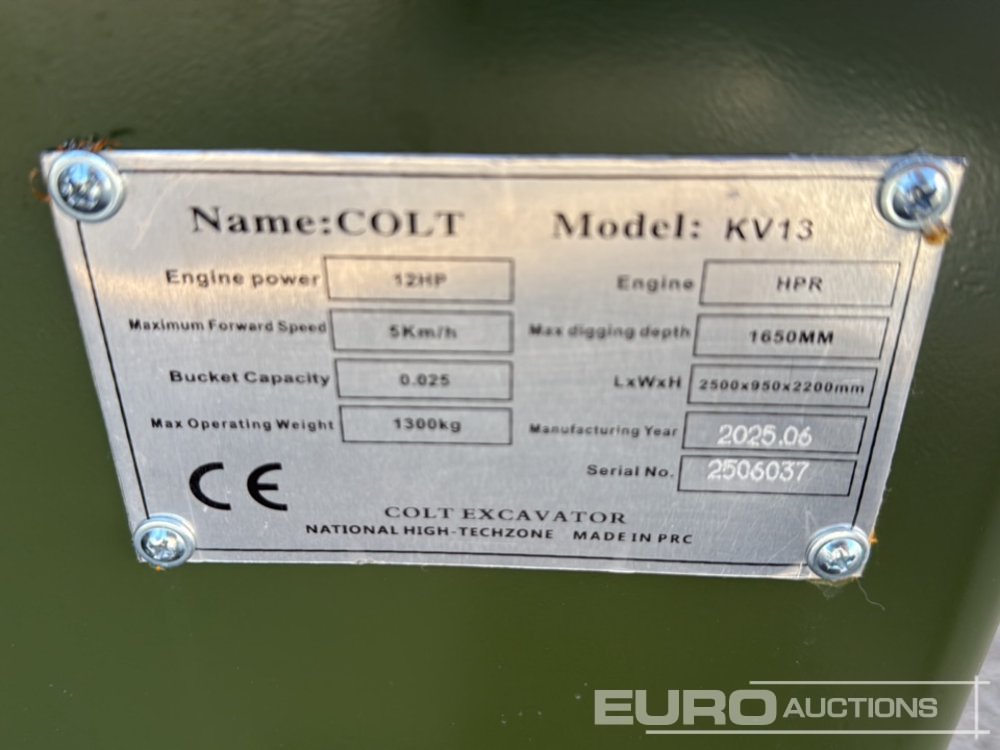 Name:COLT Model: KV13
Engine power 12HP Engine HPR
Maximum Forward Speed 5Km/h Max digging depth 1650MM
Bucket Capacity 0.025 LxWxH 2500x950x2200mm
Max Operating Weight 1300kg Manufacturing Year 2025.06
Serial No. 2506037
CE
COLT EXCAVATOR
NATIONAL HIGH-TECHZONE MADE IN PRC
EURO AUCTIONS